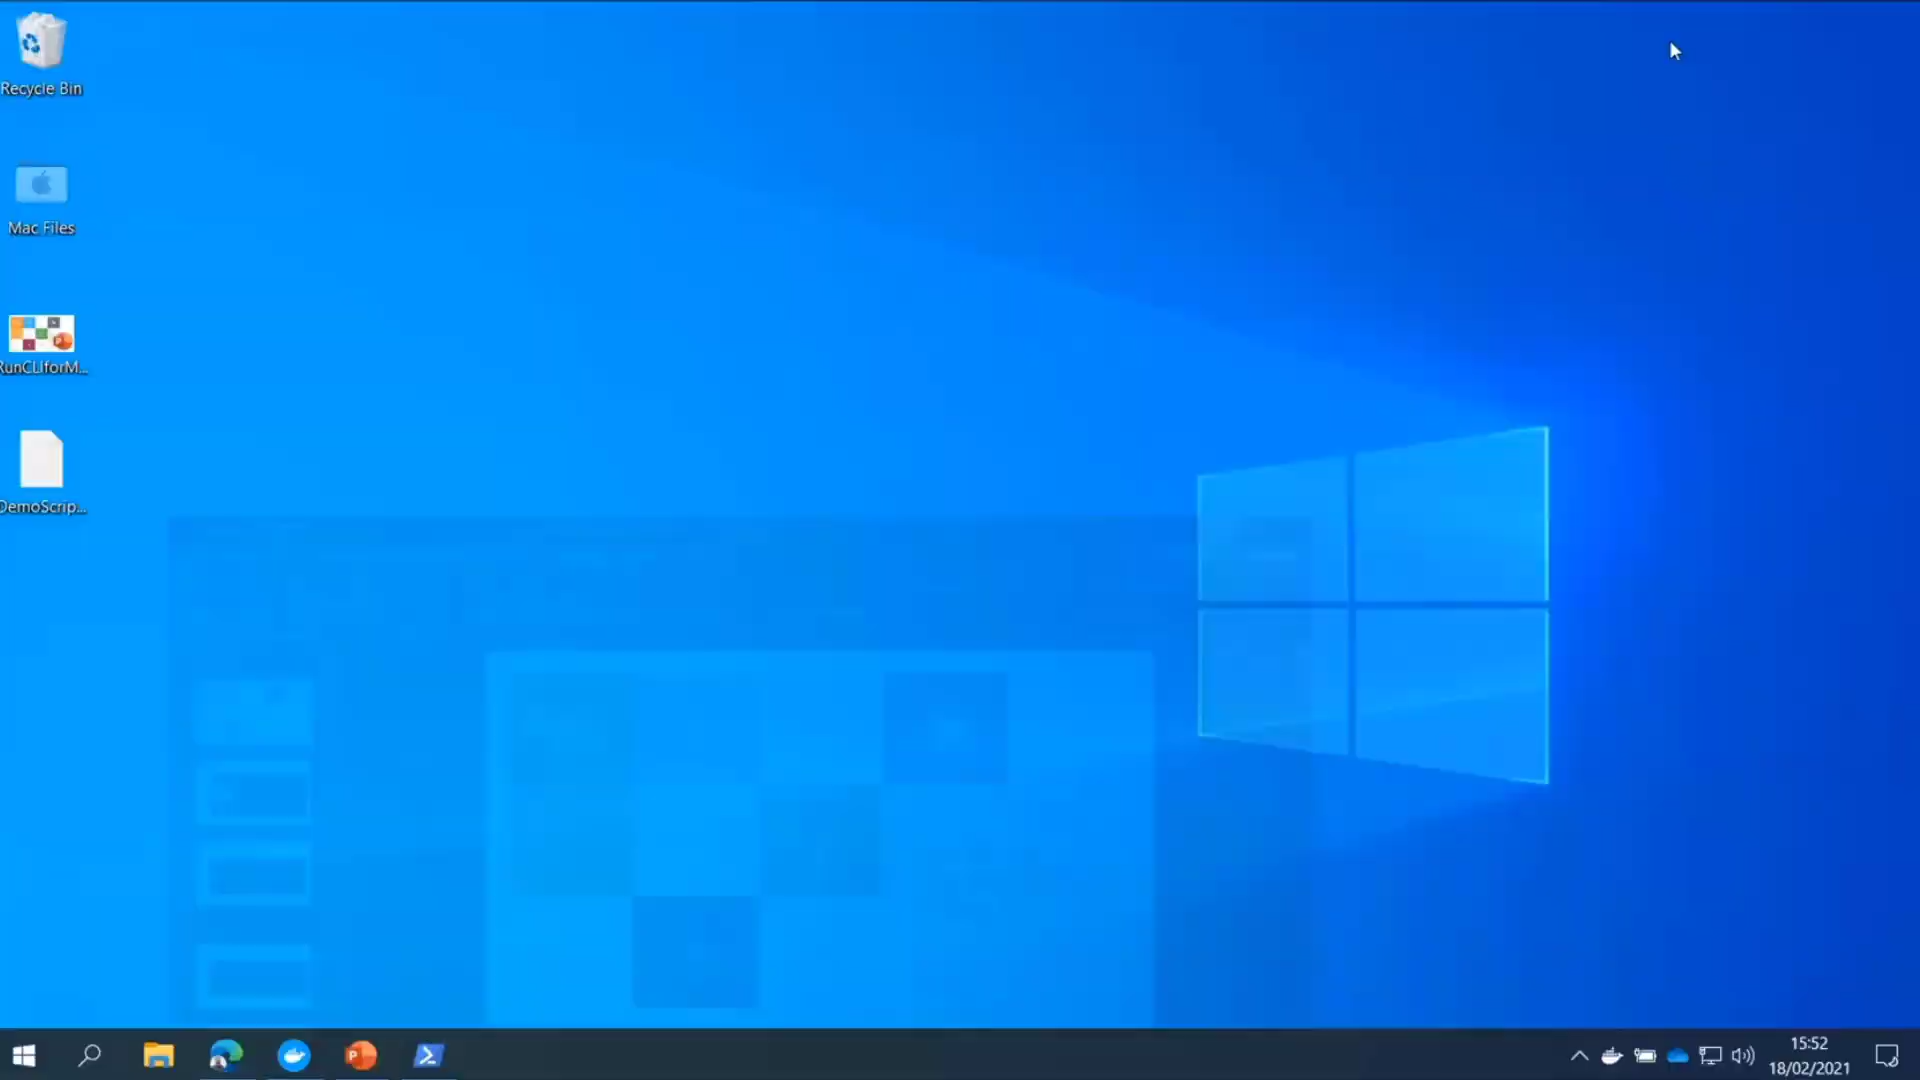 Recycle Bin
Mac Files
RunCLIforM...
DemoScrip...
15:52
18/02/2021